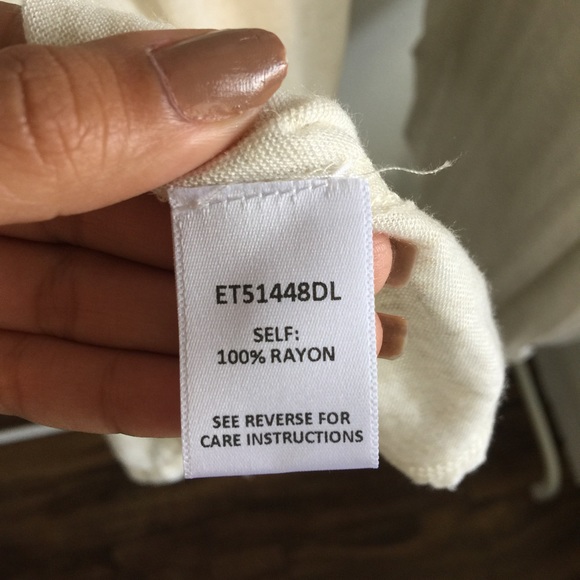 ET51448DL
SELF:
100% RAYON
SEE REVERSE FOR
CARE INSTRUCTIONS